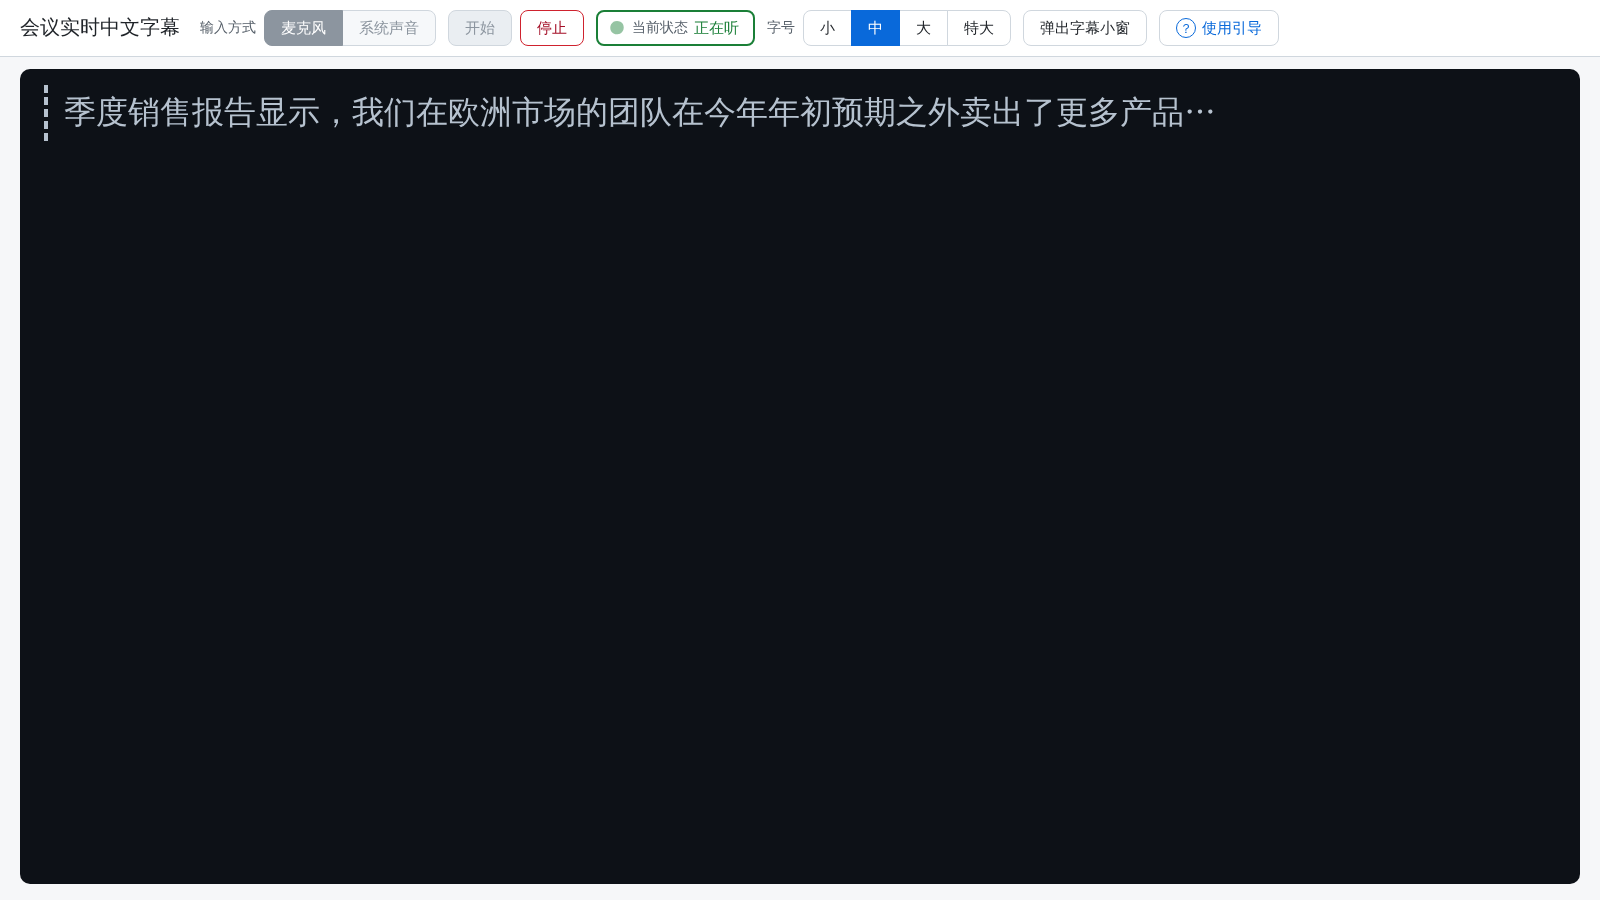 会议实时中文字幕 输入方式 麦克风 系统声音 开始 停止 当前状态 正在听 字号 小 中 大 特大 弹出字幕小窗 ? 使用引导
季度销售报告显示，我们在欧洲市场的团队在今年年初预期之外卖出了更多产品…